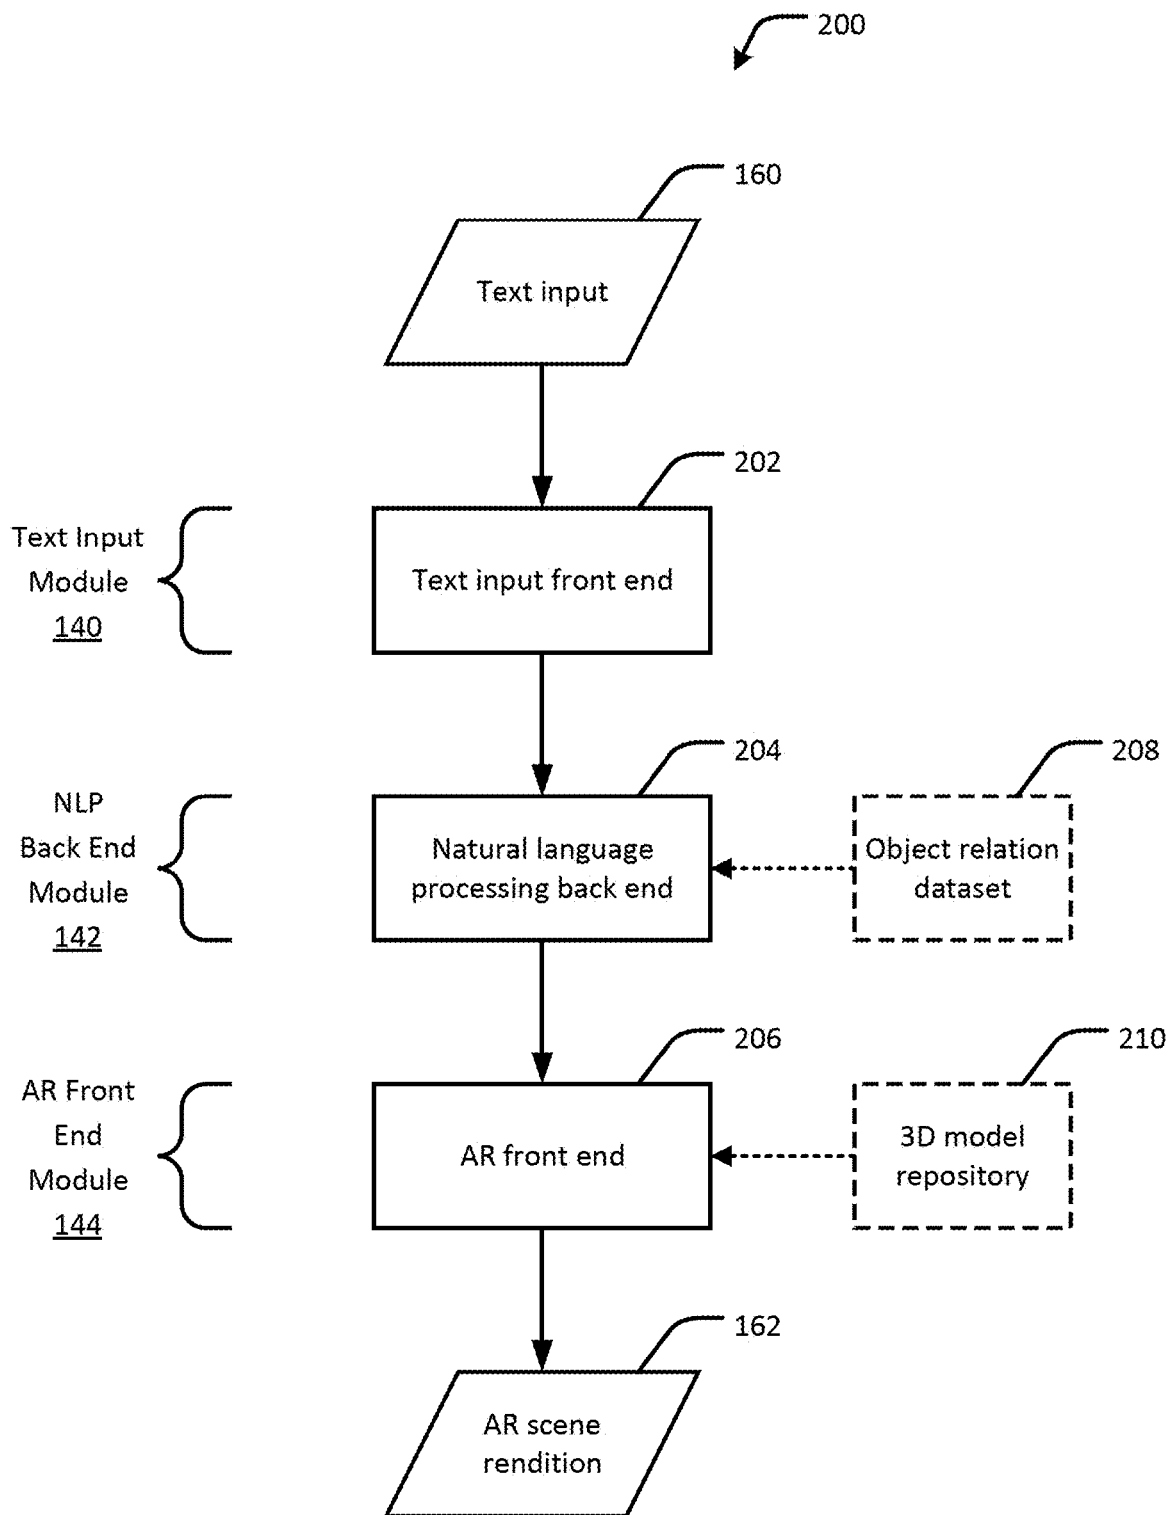 200
160
Text input
202
Text Input
Module
140
Text input front end
204
208
NLP
Back End
Module
142
Natural language
processing back end
Object relation
dataset
206
210
AR Front
End
Module
144
AR front end
3D model
repository
162
AR scene
rendition